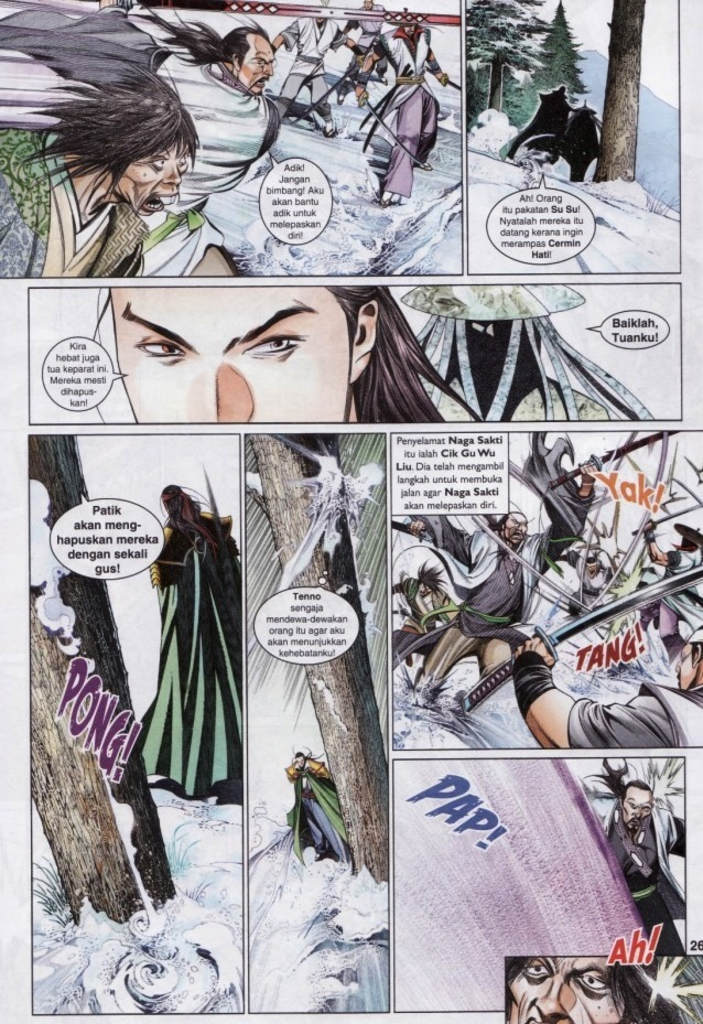 Adik!
Jangan
bimbang! Aku
akan bantu
adik untuk
melepaskan
diri!
Ah! Orang
itu pakatan Su Su!
Nyatalah mereka itu
datang kerana ingin
merampas Cermin
Hati!
Kira
hebat juga
tua keparat ini.
Mereka mesti
dihapus-
kan!
Baiklah,
Tuanku!
Patik
akan meng-
hapuskan mereka
dengan sekali
gus!
PONG!
Tenno
sengaja
mendewa-dewakan
orang itu agar aku
akan menunjukkan
kehebatanku!
Penyelamat Naga Sakti
itu ialah Cik Gu Wu
Liu. Dia telah mengambil
langkah untuk membuka
jalan agar Naga Sakti
akan melepaskan diri.
Yak!
TANG!
PAP!
Ah!
26